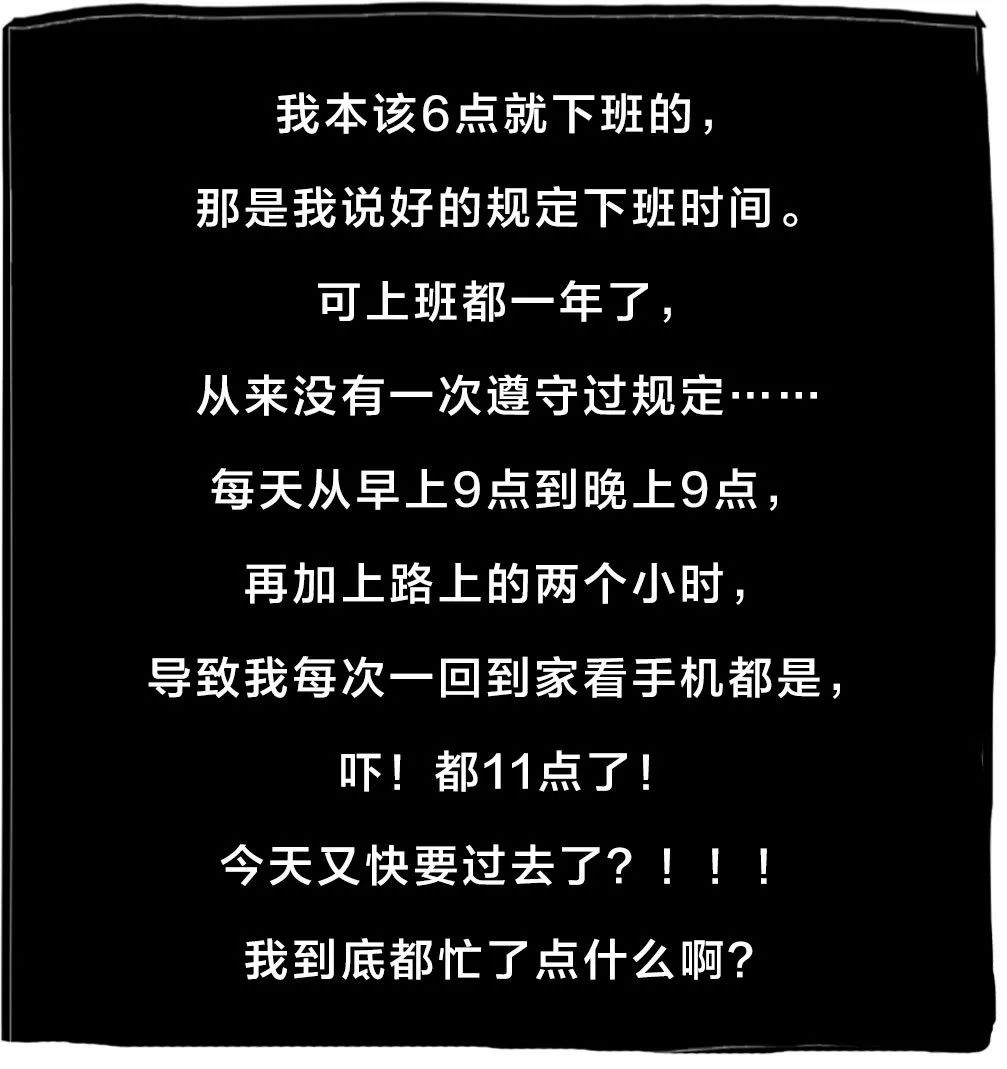 我本该6点就下班的，
那是我说好的规定下班时间。
可上班都一年了，
从来没有一次遵守过规定……
每天从早上9点到晚上9点，
再加上路上的两个小时，
导致我每次一回到家看手机都是，
吓！都11点了！
今天又快要过去了？！！！
我到底都忙了点什么啊？